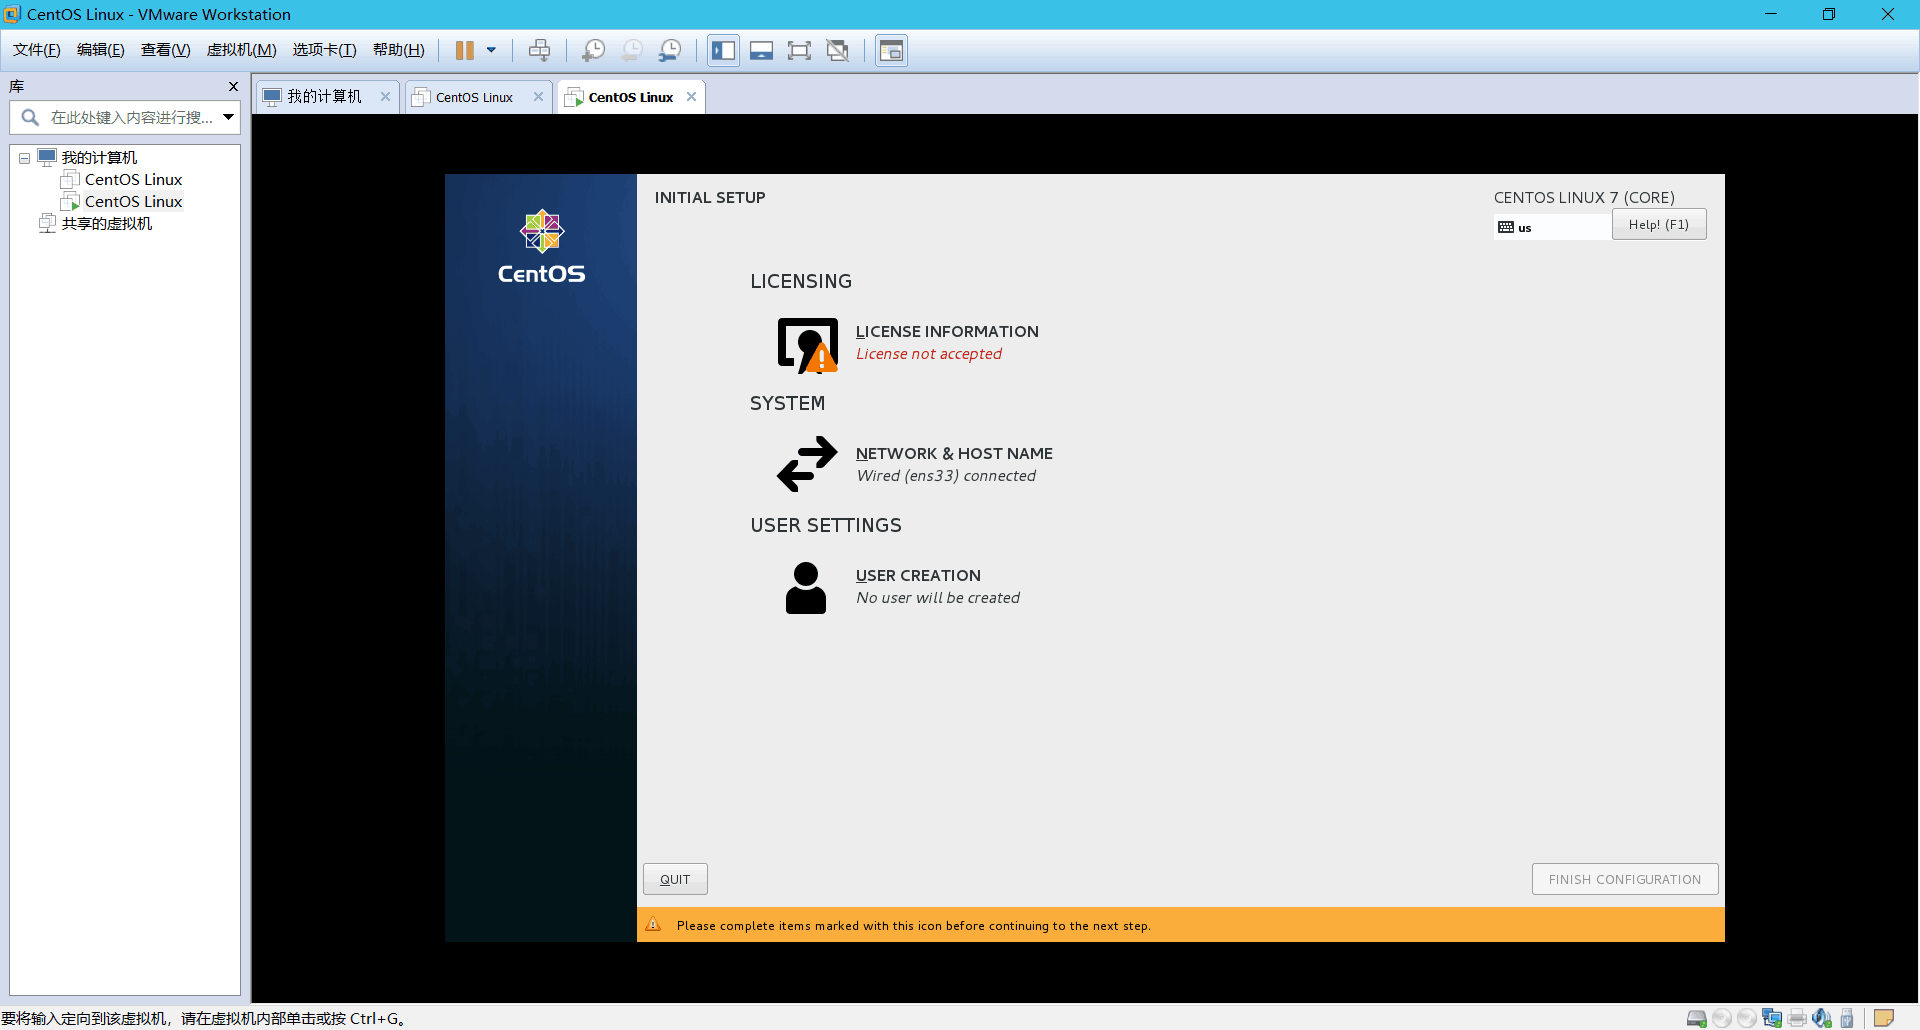 CentOS Linux - VMware Workstation
文件(F) 编辑(E) 查看(V) 虚拟机(M) 选项卡(T) 帮助(H)
库
在此处键入内容进行搜...
我的计算机
CentOS Linux
CentOS Linux
共享的虚拟机
我的计算机
CentOS Linux
CentOS Linux
CentOS
INITIAL SETUP
CENTOS LINUX 7 (CORE)
us
Help! (F1)
LICENSING
LICENSE INFORMATION
License not accepted
SYSTEM
NETWORK & HOST NAME
Wired (ens33) connected
USER SETTINGS
USER CREATION
No user will be created
QUIT
FINISH CONFIGURATION
Please complete items marked with this icon before continuing to the next step.
要将输入定向到该虚拟机，请在虚拟机内部单击或按 Ctrl+G。